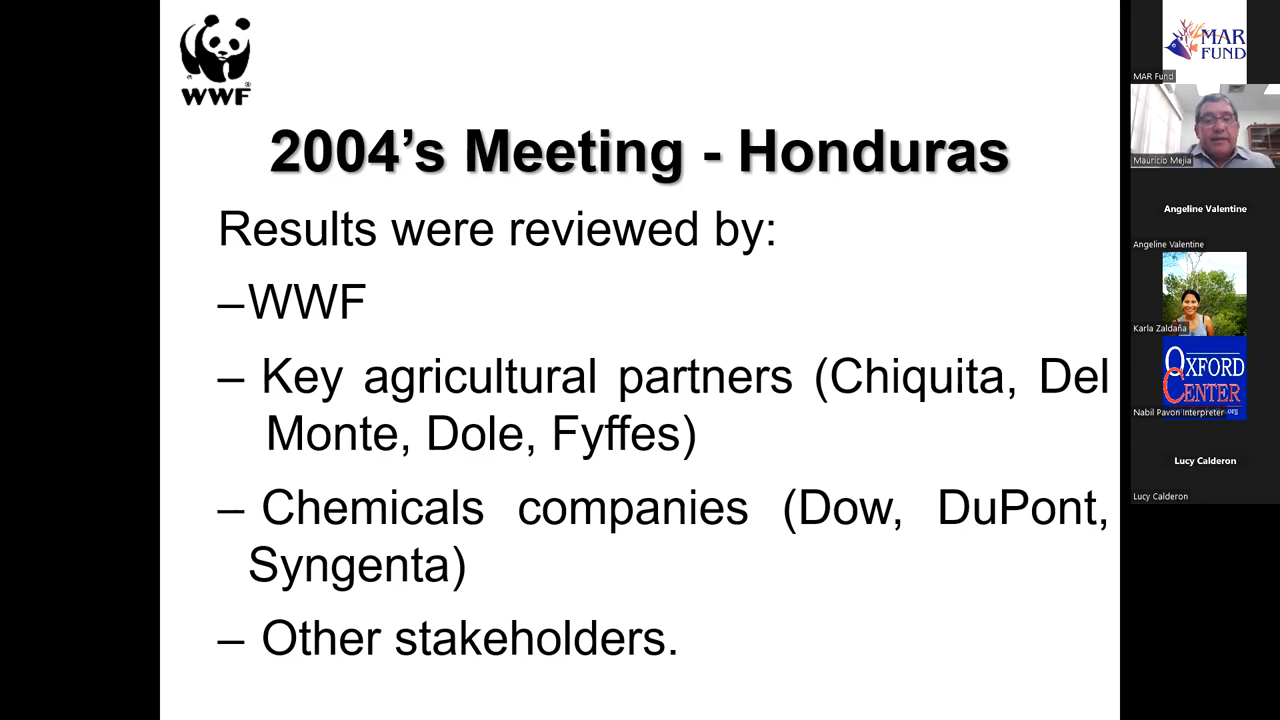 WWF
2004’s Meeting - Honduras
Results were reviewed by:
–WWF
– Key agricultural partners (Chiquita, Del
Monte, Dole, Fyffes)
– Chemicals companies (Dow, DuPont,
Syngenta)
– Other stakeholders.
MAR
FUND
MAR Fund
Mauricio Mejia
Angeline Valentine
Angeline Valentine
Karla Zaldaña
OXFORD
CENTER
.org
Nabil Pavon Interpreter
Lucy Calderon
Lucy Calderon